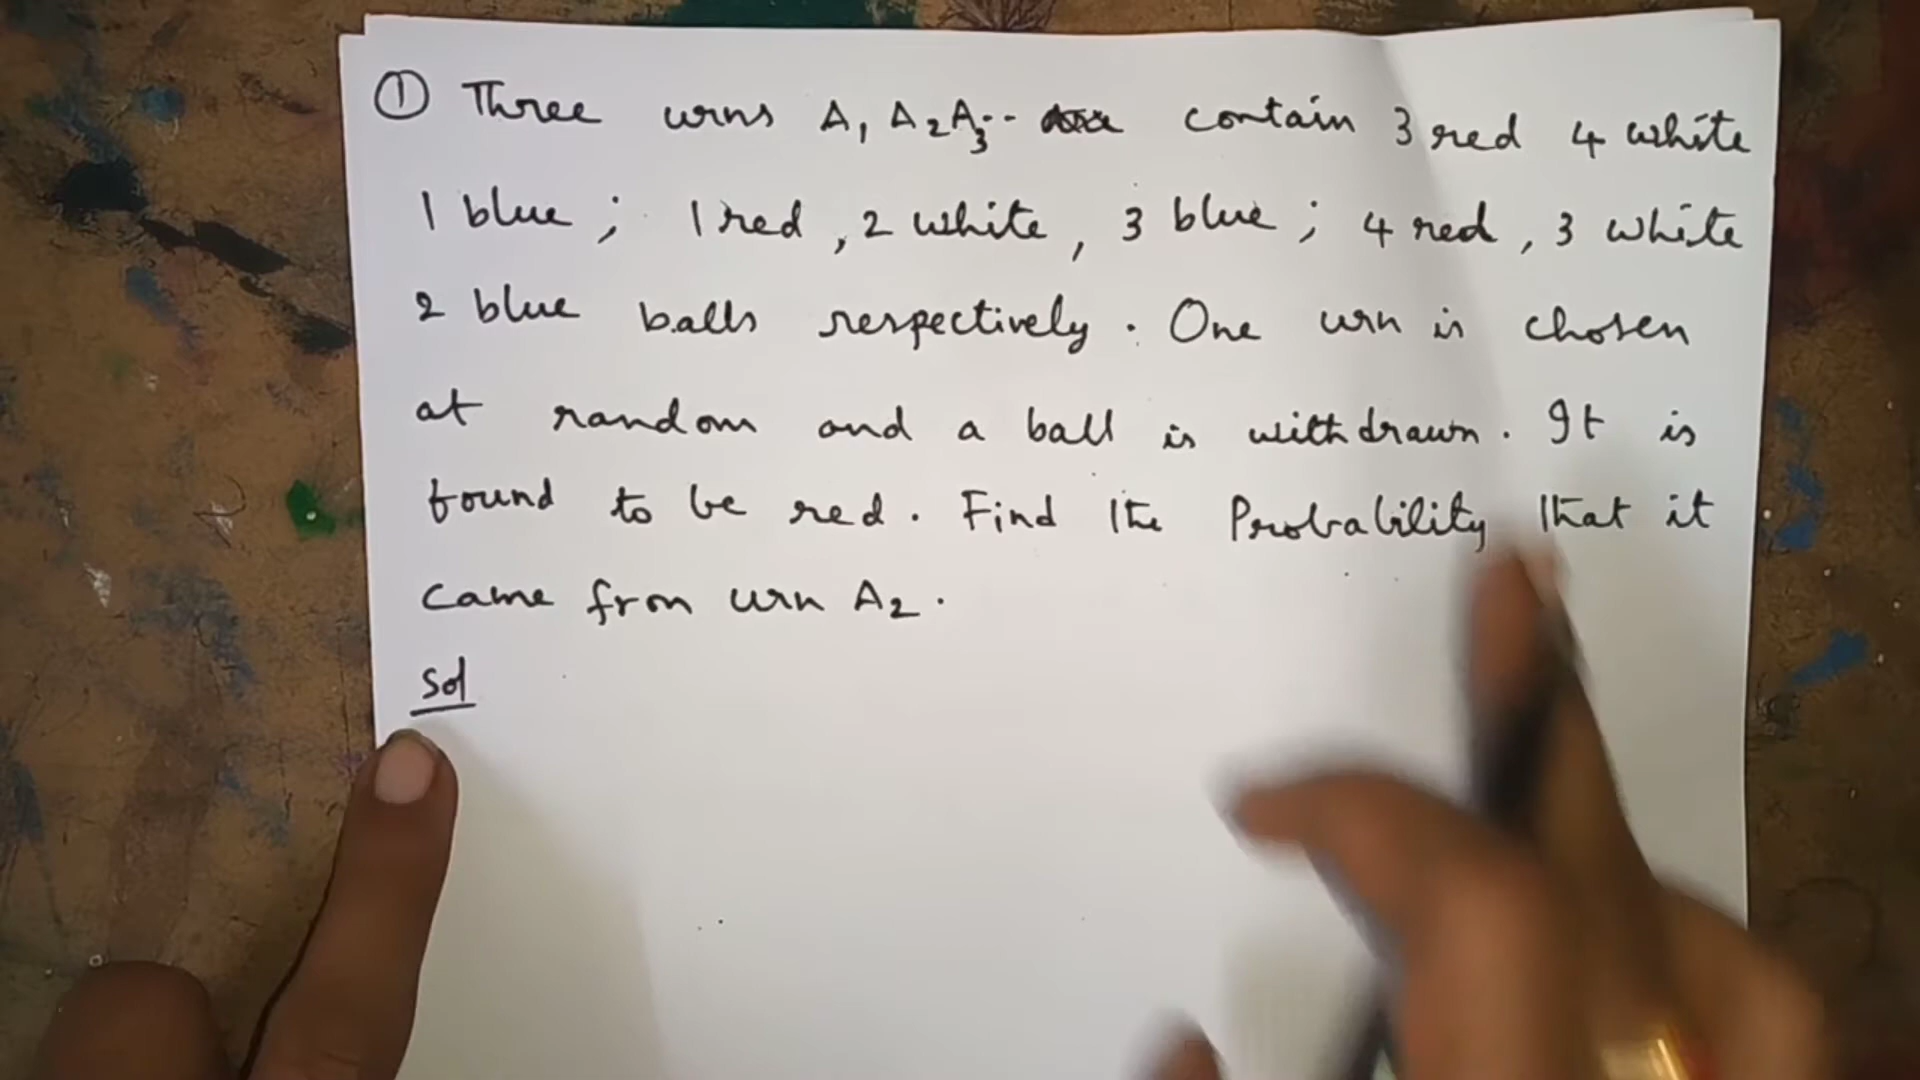 ① Three urns A₁ A₂ A₃.. contain 3 red 4 white
1 blue ; 1 red , 2 white , 3 blue ; 4 red , 3 white
2 blue balls respectively . One urn is chosen
at random and a ball is withdrawn . It is
found to be red . Find the Probability that it
came from urn A₂ .
Sol